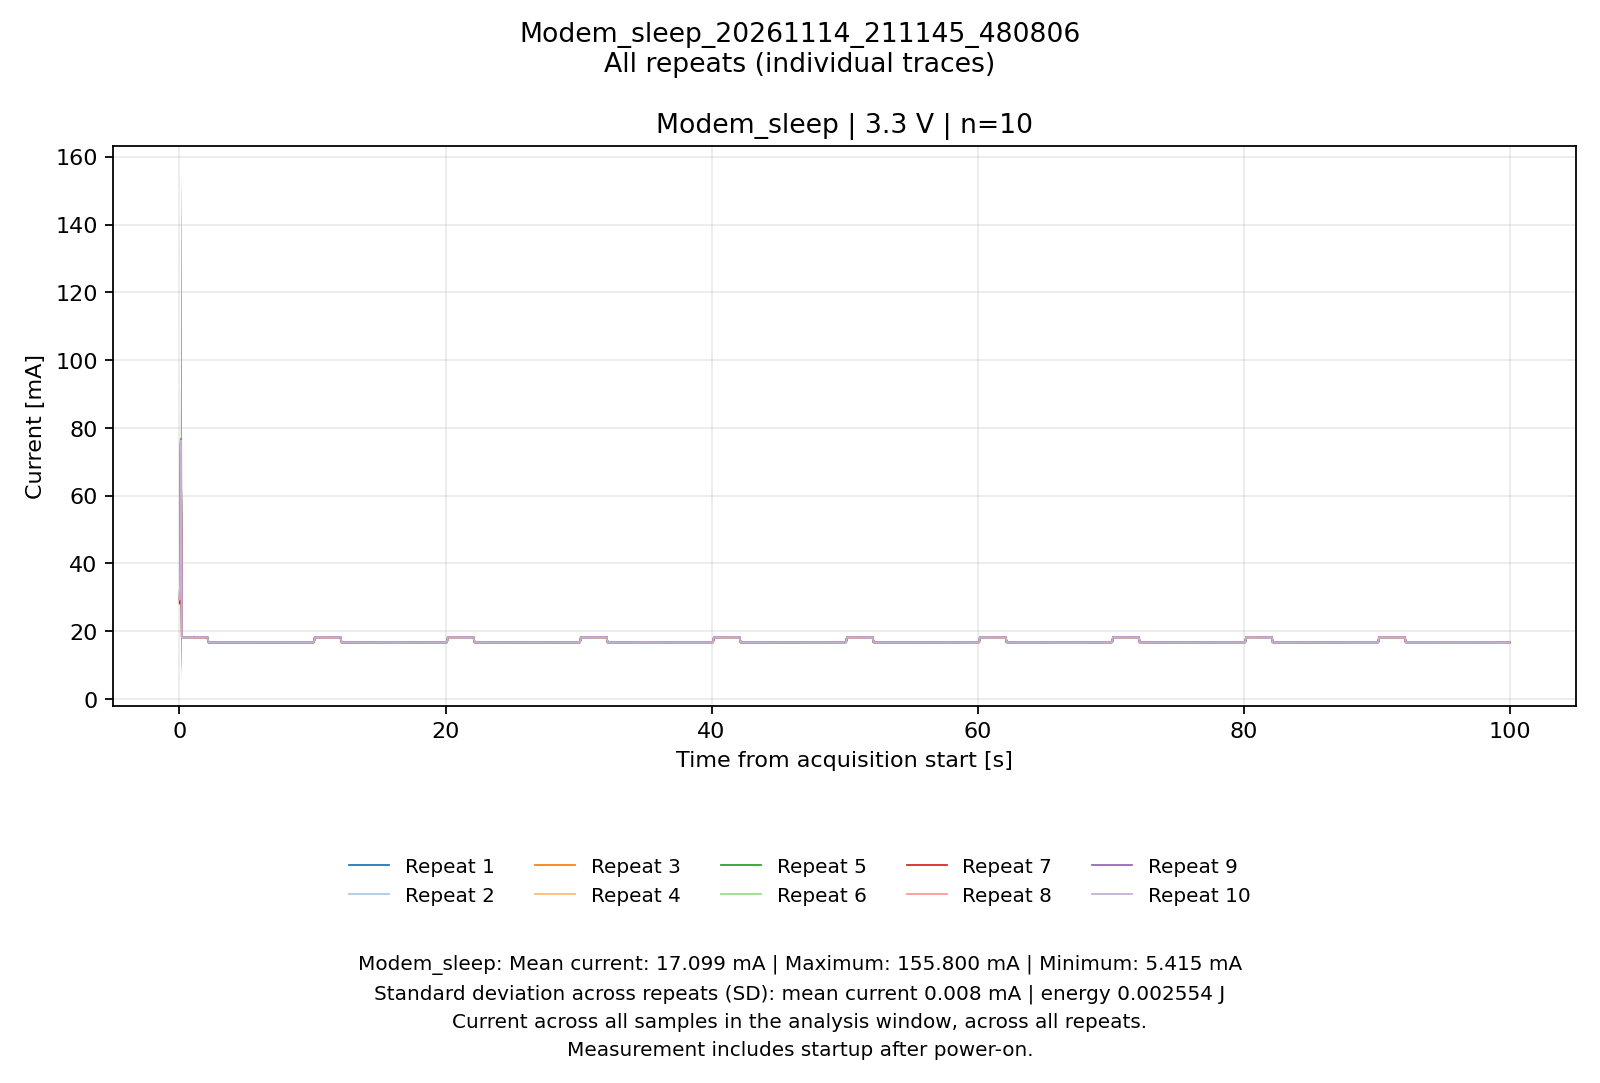 Modem_sleep_20261114_211145_480806
All repeats (individual traces)
Modem_sleep | 3.3 V | n=10
160
140
120
100
80
60
40
20
0
Current [mA]
0 20 40 60 80 100
Time from acquisition start [s]
Repeat 1 Repeat 3 Repeat 5 Repeat 7 Repeat 9
Repeat 2 Repeat 4 Repeat 6 Repeat 8 Repeat 10
Modem_sleep: Mean current: 17.099 mA | Maximum: 155.800 mA | Minimum: 5.415 mA
Standard deviation across repeats (SD): mean current 0.008 mA | energy 0.002554 J
Current across all samples in the analysis window, across all repeats.
Measurement includes startup after power-on.